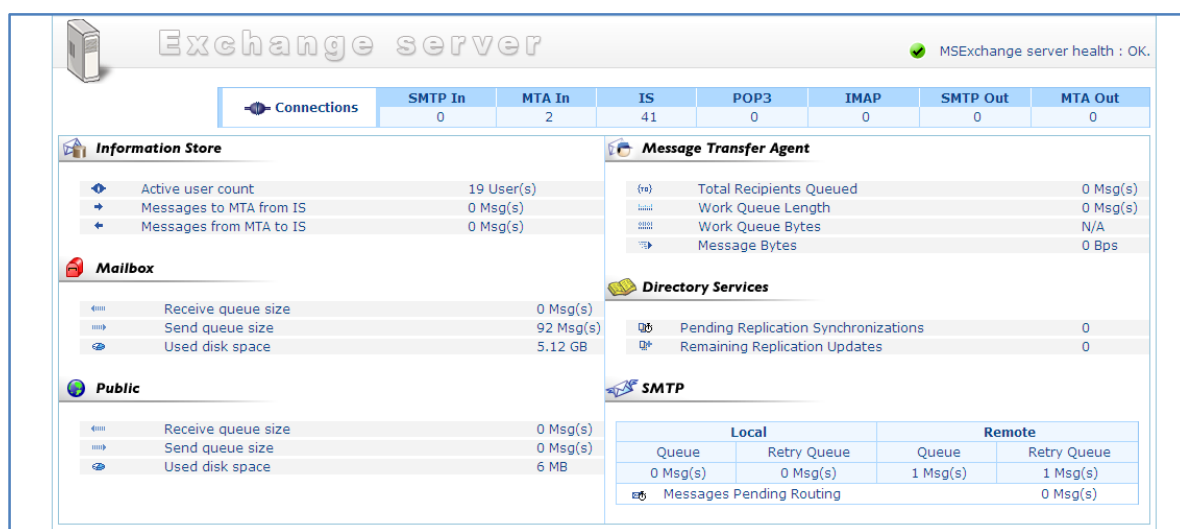 Exchange server
MSExchange server health : OK.
Connections SMTP In MTA In IS POP3 IMAP SMTP Out MTA Out
0 2 41 0 0 0 0
Information Store
Active user count 19 User(s)
Messages to MTA from IS 0 Msg(s)
Messages from MTA to IS 0 Msg(s)
Mailbox
Receive queue size 0 Msg(s)
Send queue size 92 Msg(s)
Used disk space 5.12 GB
Public
Receive queue size 0 Msg(s)
Send queue size 0 Msg(s)
Used disk space 6 MB
Message Transfer Agent
Total Recipients Queued 0 Msg(s)
Work Queue Length 0 Msg(s)
Work Queue Bytes N/A
Message Bytes 0 Bps
Directory Services
Pending Replication Synchronizations 0
Remaining Replication Updates 0
SMTP
Local Remote
Queue Retry Queue Queue Retry Queue
0 Msg(s) 0 Msg(s) 1 Msg(s) 1 Msg(s)
Messages Pending Routing 0 Msg(s)